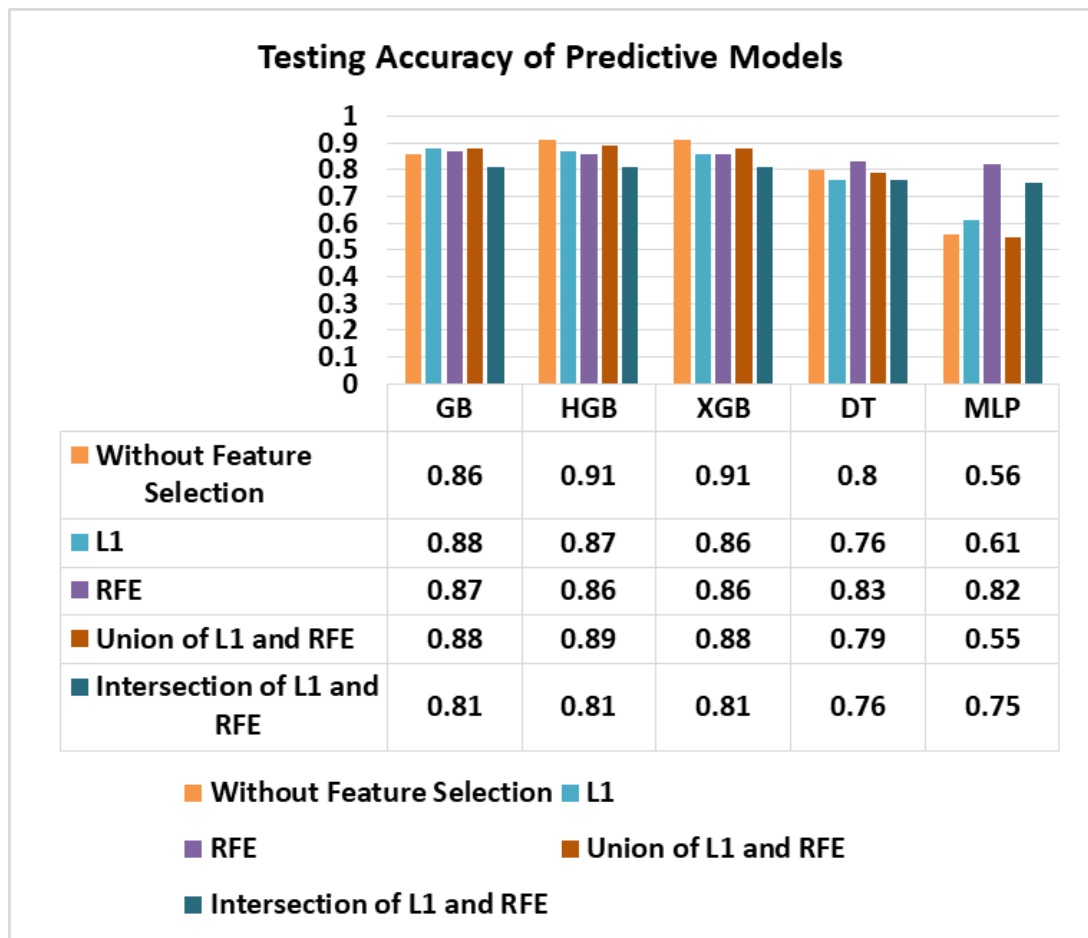 Testing Accuracy of Predictive Models
1
0.9
0.8
0.7
0.6
0.5
0.4
0.3
0.2
0.1
0
GB HGB XGB DT MLP
Without Feature
Selection 0.86 0.91 0.91 0.8 0.56
L1 0.88 0.87 0.86 0.76 0.61
RFE 0.87 0.86 0.86 0.83 0.82
Union of L1 and RFE 0.88 0.89 0.88 0.79 0.55
Intersection of L1 and
RFE 0.81 0.81 0.81 0.76 0.75
Without Feature Selection L1
RFE Union of L1 and RFE
Intersection of L1 and RFE